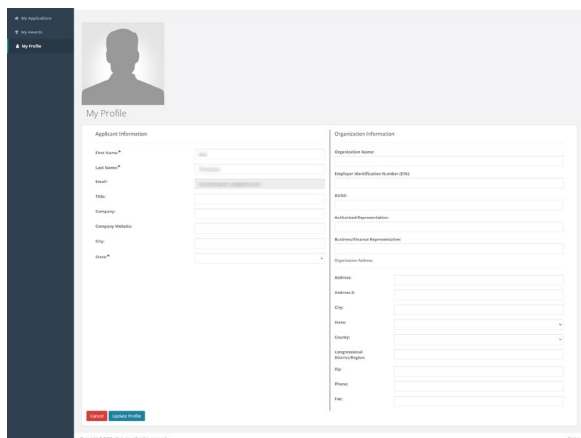 My Applications
My Awards
My Profile
My Profile
Applicant Information
First Name:*
Last Name:*
Email:
Title:
Company:
Company Website:
City:
State:*
Organization Information
Organization Name:
Employer Identification Number (EIN):
DUNS:
Authorized Representative:
Business/Finance Representative:
Organization Address:
Address:
Address 2:
City:
State:
County:
Congressional
District/Region:
Zip:
Phone:
Fax:
Cancel
Update Profile